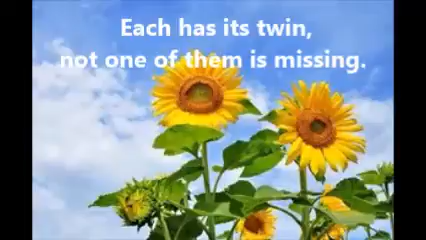 Each has its twin,
not one of them is missing.